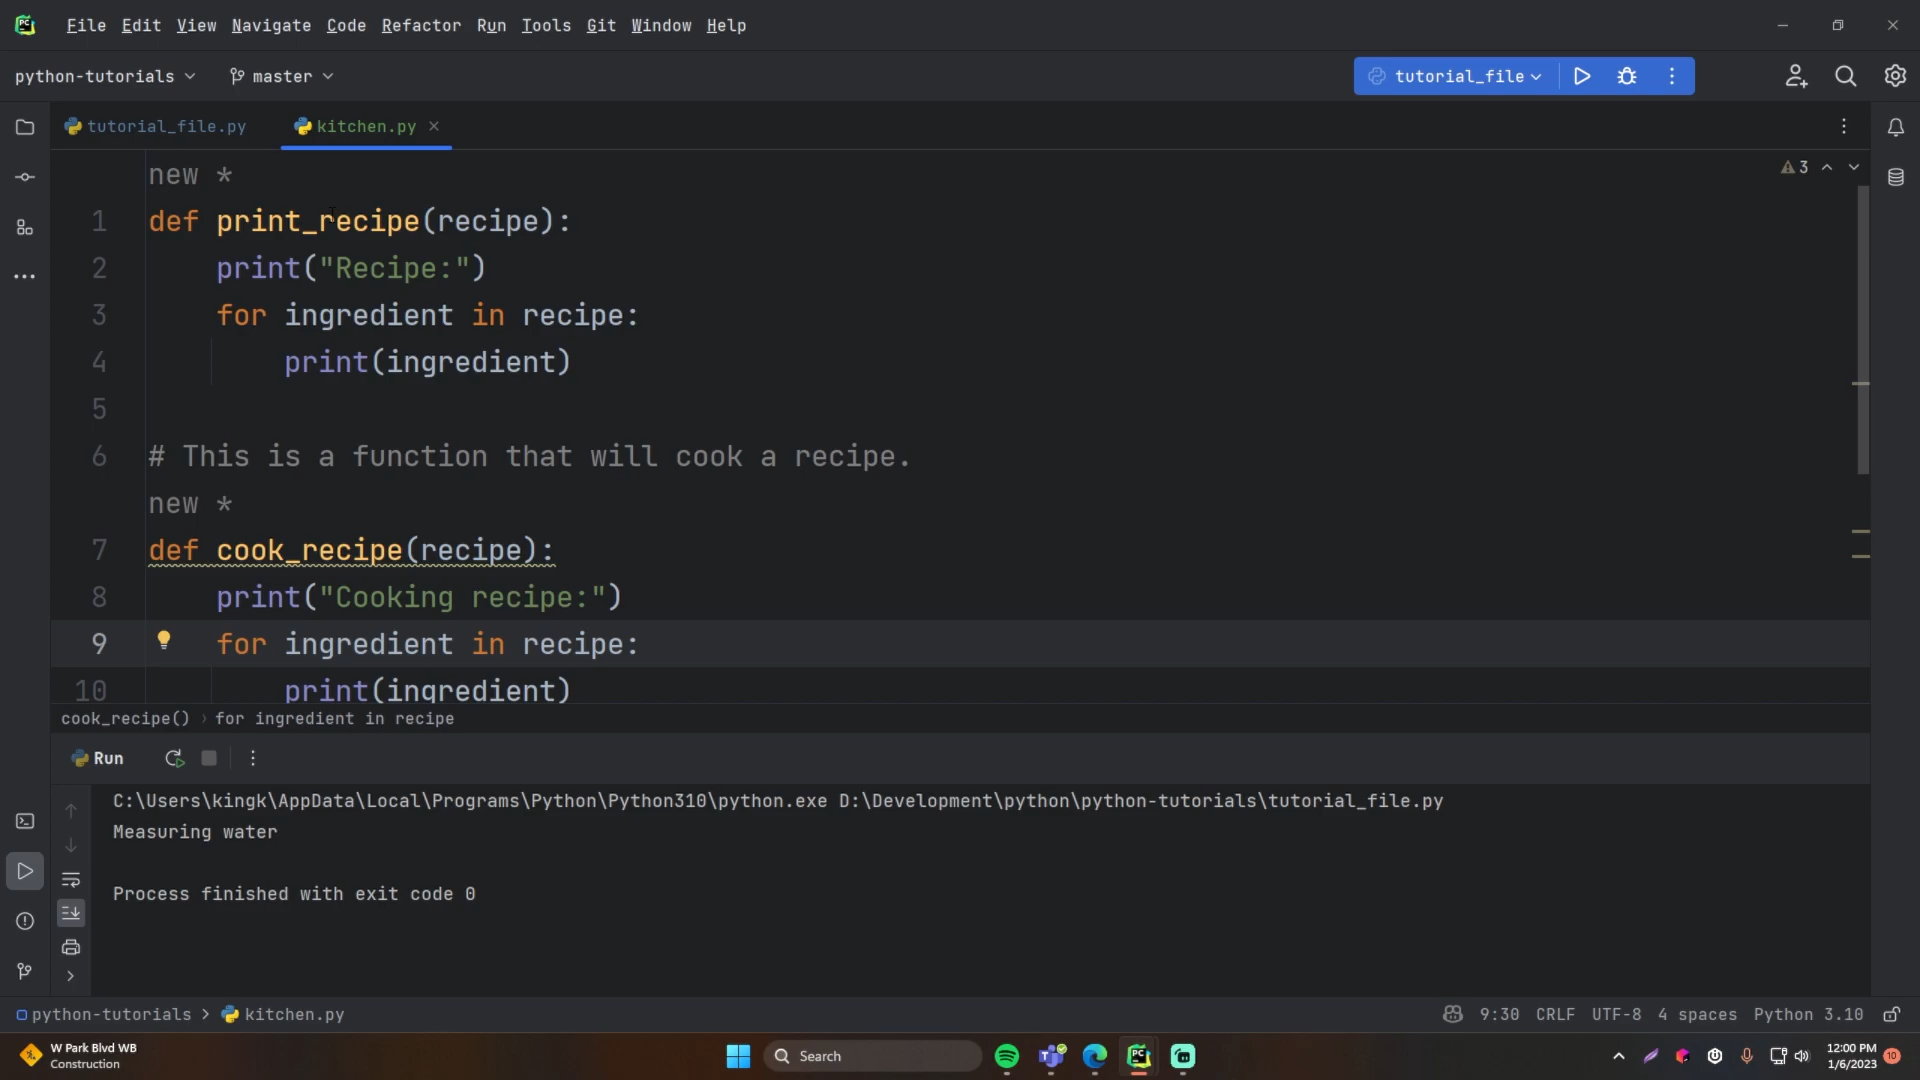 File Edit View Navigate Code Refactor Run Tools Git Window Help
python-tutorials master tutorial_file
tutorial_file.py kitchen.py
new *
3
1 def print_recipe(recipe):
2 print("Recipe:")
3 for ingredient in recipe:
4 print(ingredient)
5
6 # This is a function that will cook a recipe.
new *
7 def cook_recipe(recipe):
8 print("Cooking recipe:")
9 for ingredient in recipe:
10 print(ingredient)
cook_recipe() › for ingredient in recipe
Run
C:\Users\kingk\AppData\Local\Programs\Python\Python310\python.exe D:\Development\python\python-tutorials\tutorial_file.py
Measuring water
Process finished with exit code 0
python-tutorials > kitchen.py 9:30 CRLF UTF-8 4 spaces Python 3.10
W Park Blvd WB
Construction
Search
12:00 PM
1/6/2023
10